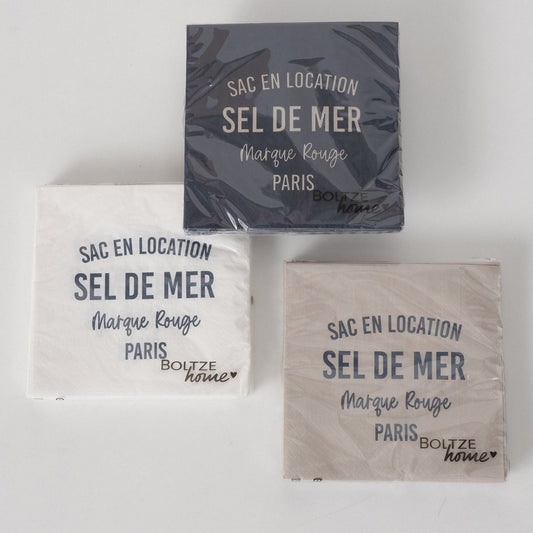 SAC EN LOCATION
SEL DE MER
Marque Rouge
PARIS
BOLTZE
home
SAC EN LOCATION
SEL DE MER
Marque Rouge
PARIS
BOLTZE
home
SAC EN LOCATION
SEL DE MER
Marque Rouge
PARIS
BOLTZE
home